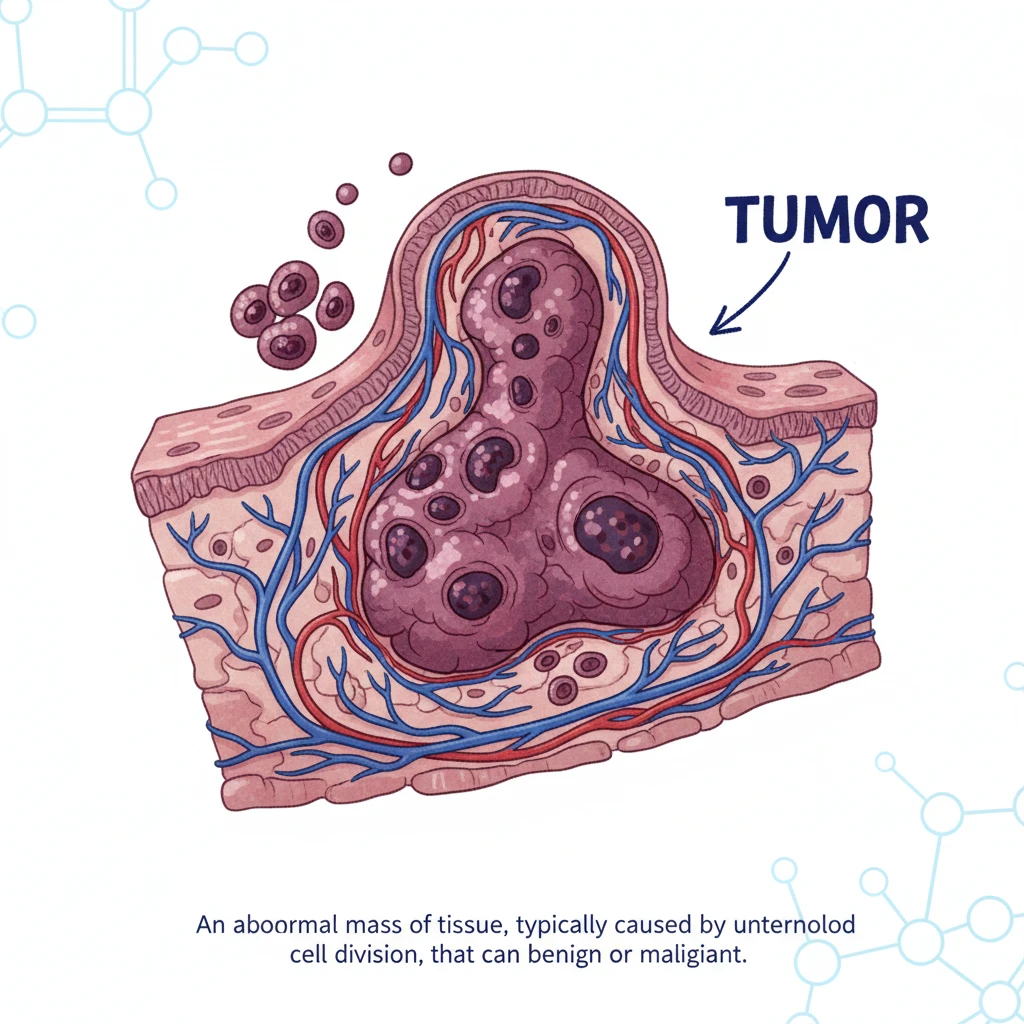 TUMOR
An aboormal mass of tissue, typically caused by unternolod
cell division, that can benign or maligiant.